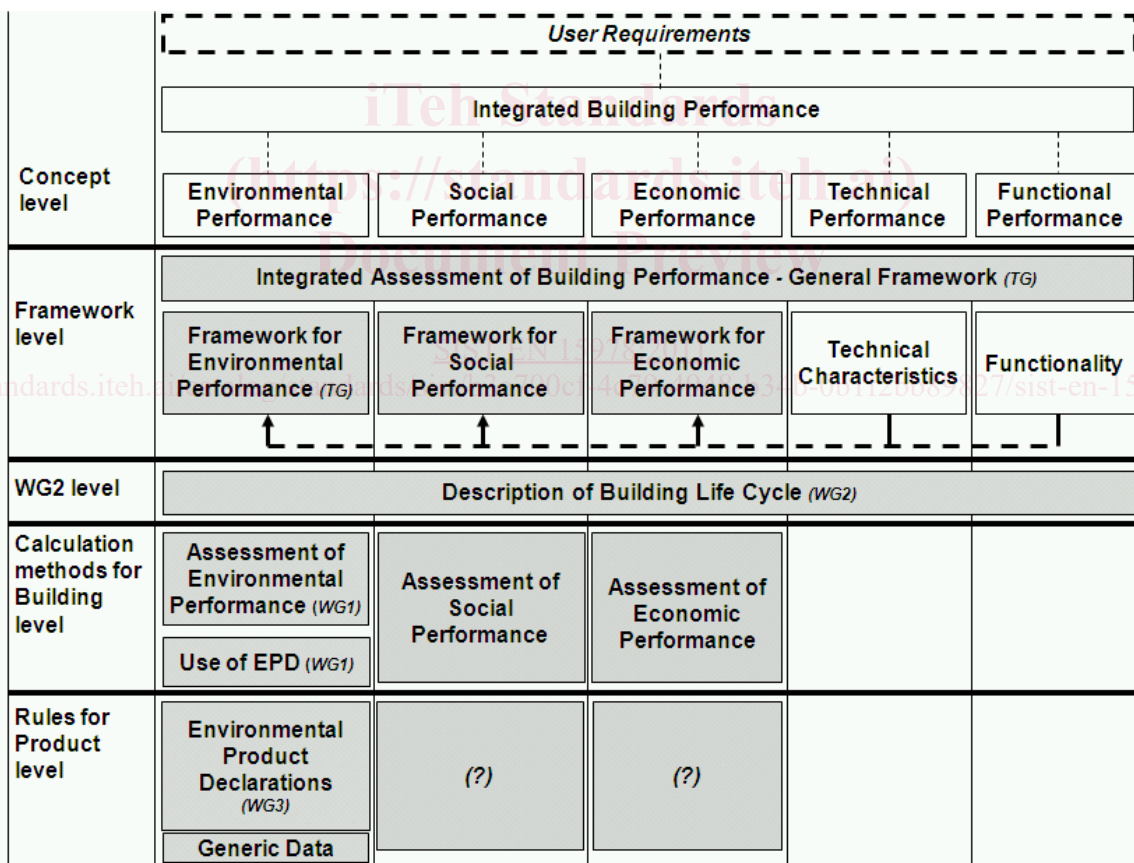 User Requirements
iTeh Standards
Integrated Building Performance
(https://standards.iteh.ai)
Concept
level
Environmental
Performance
Social
Performance
Economic
Performance
Technical
Performance
Functional
Performance
Document Preview
Integrated Assessment of Building Performance - General Framework (TG)
Framework
level
Framework for
Environmental
Performance (TG)
Framework for
Social
Performance
Framework for
Economic
Performance
Technical
Characteristics
Functionality
SIST EN 15978:2011
WG2 level
Description of Building Life Cycle (WG2)
Calculation
methods for
Building
level
Assessment of
Environmental
Performance (WG1)
Use of EPD (WG1)
Assessment of
Social
Performance
Assessment of
Economic
Performance
Rules for
Product
level
Environmental
Product
Declarations
(WG3)
Generic Data
(?)
(?)